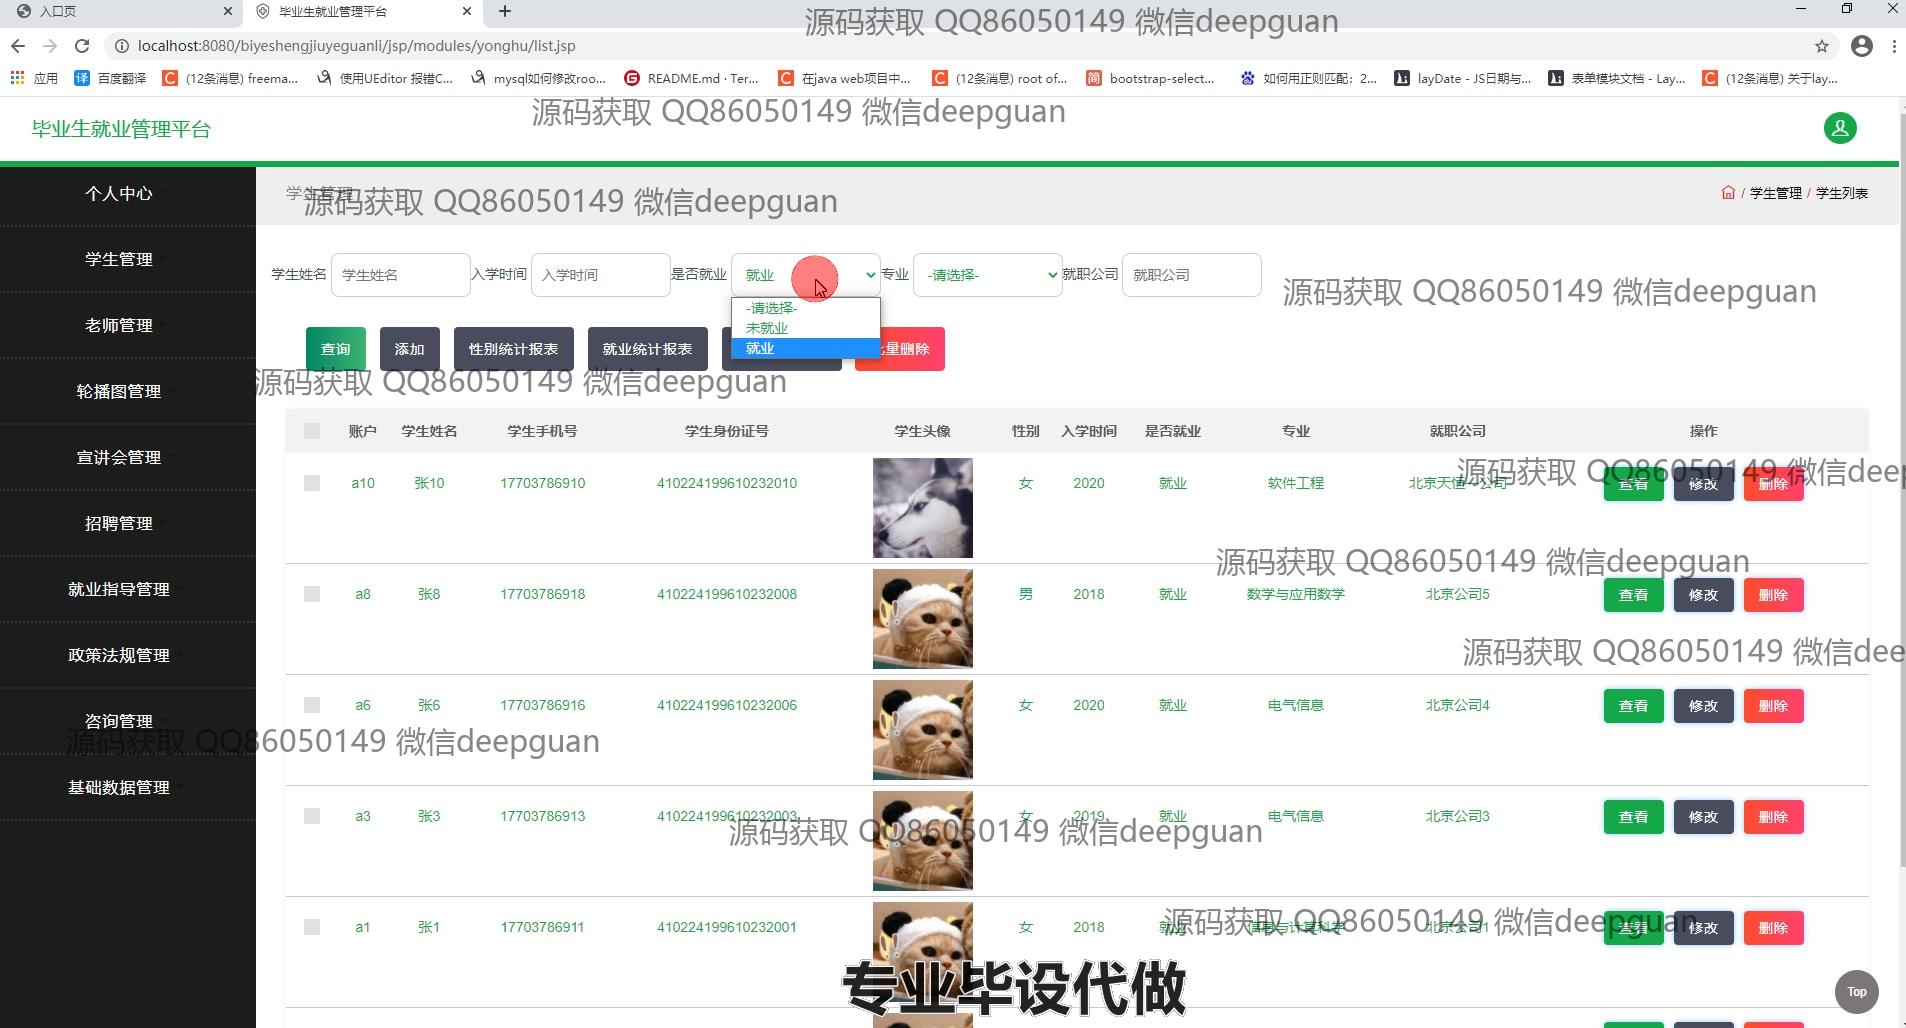 入口页
毕业生就业管理平台
localhost:8080/biyeshengjiuyeguanli/jsp/modules/yonghu/list.jsp
源码获取 QQ86050149 微信deepguan
应用 百度翻译 (12条消息) freema... 使用UEditor 报错C... mysql如何修改roo... README.md · Ter... 在java web项目中... (12条消息) root of... bootstrap-select... 如何用正则匹配：2... layDate - JS日期与... 表单模块文档 - Lay... (12条消息) 关于lay...
源码获取 QQ86050149 微信deepguan
毕业生就业管理平台
个人中心
学生管理
老师管理
轮播图管理
宣讲会管理
招聘管理
就业指导管理
政策法规管理
咨询管理
基础数据管理
学生管理
/ 学生管理 / 学生列表
源码获取 QQ86050149 微信deepguan
学生姓名 学生姓名 入学时间 入学时间 是否就业 就业 专业 -请选择- 就职公司 就职公司
源码获取 QQ86050149 微信deepguan
-请选择-
未就业
就业
查询 添加 性别统计报表 就业统计报表 量删除
源码获取 QQ86050149 微信deepguan
账户 学生姓名 学生手机号 学生身份证号 学生头像 性别 入学时间 是否就业 专业 就职公司 操作
源码获取 QQ86050149 微信deep
a10 张10 17703786910 410224199610232010 女 2020 就业 软件工程 查看 修改 删除
源码获取 QQ86050149 微信deepguan
a8 张8 17703786918 410224199610232008 男 2018 就业 数学与应用数学 北京公司5 查看 修改 删除
源码获取 QQ86050149 微信dee
a6 张6 17703786916 410224199610232006 女 2020 就业 电气信息 北京公司4 查看 修改 删除
源码获取 QQ86050149 微信deepguan
a3 张3 17703786913 410224199610232003 女 2019 就业 电气信息 北京公司3 查看 修改 删除
源码获取 QQ86050149 微信deepguan
a1 张1 17703786911 410224199610232001 女 2018 就业 信息与计算科学 北京公司1 查看 修改 删除
源码获取 QQ86050149 微信deepguan
专业毕设代做
Top